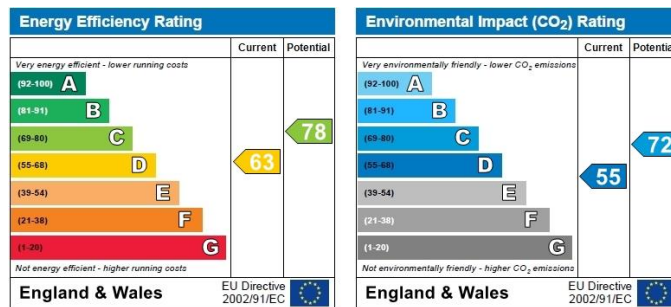 Energy Efficiency Rating
Current Potential
Very energy efficient - lower running costs
(92-100) A
(81-91) B
(69-80) C
78
(55-68) D
63
(39-54) E
(21-38) F
(1-20) G
Not energy efficient - higher running costs
England & Wales
EU Directive
2002/91/EC
Environmental Impact (CO2) Rating
Current Potential
Very environmentally friendly - lower CO2 emissions
(92-100) A
(81-91) B
(69-80) C
72
(55-68) D
55
(39-54) E
(21-38) F
(1-20) G
Not environmentally friendly - higher CO2 emissions
England & Wales
EU Directive
2002/91/EC